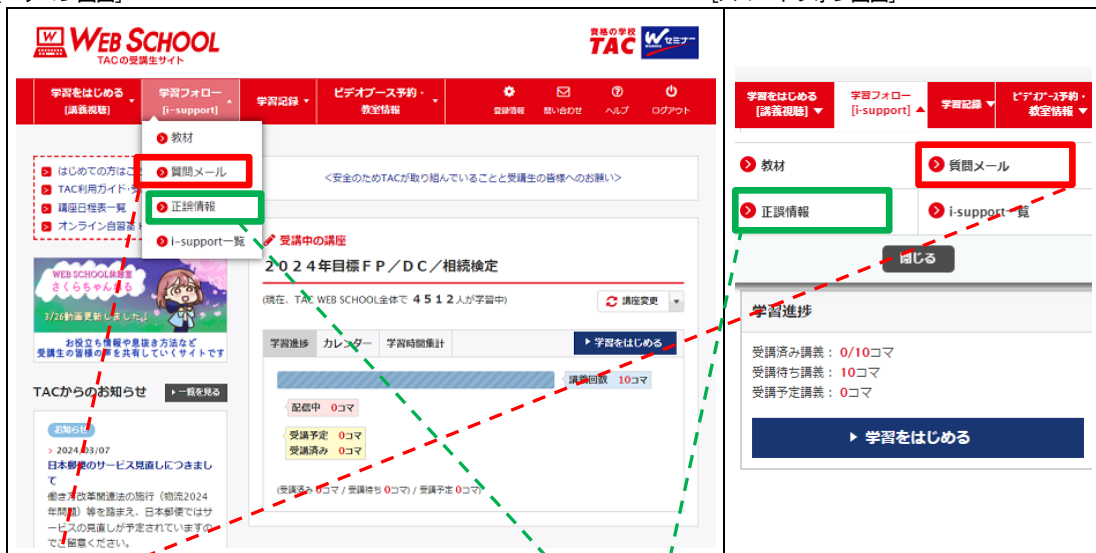 WEB SCHOOL
TACの受講生サイト
資格の学校
TAC
Wセミナー
学習をはじめる
[講義視聴]
学習フォロー
[i-support]
学習記録
ビデオブース予約・
教室情報
登録情報
問い合わせ
ヘルプ
ログアウト
教材
質問メール
正誤情報
i-support一覧
はじめての方はこ
TAC利用ガイド・
講座日程表一覧
オンライン自習室
<安全のためTACが取り組んでいることと受講生の皆様へのお願い>
WEB SCHOOL休憩室
さくらちゃんねる
3/26動画更新しました♩
お役立ち情報や息抜き方法など
受講生の皆様の声を共有していくサイトです
TACからのお知らせ
一覧を見る
お知らせ
2024/03/07
日本郵便のサービス見直しにつきまし
て
働き方改革関連法の施行（物流2024
年問題）等を踏まえ、日本郵便ではサ
ービスの見直しが予定されていますの
でご留意ください。
受講中の講座
２０２４年目標ＦＰ／ＤＣ／相続検定
(現在、TAC WEB SCHOOL全体で ４５１２人が学習中)
講座変更
学習進捗
カレンダー
学習時間集計
学習をはじめる
講義回数 10コマ
配信中 0コマ
受講予定 0コマ
受講済み 0コマ
(受講済み 0コマ / 受講待ち 0コマ) / 受講予定 0コマ)
学習をはじめる
[講義視聴] ▼
学習フォロー
[i-support] ▲
学習記録 ▼
ﾋﾞﾃﾞｵﾌﾞｰｽ予約・
教室情報 ▼
教材
質問メール
正誤情報
i-support一覧
閉じる
学習進捗
受講済み講義： 0/10コマ
受講待ち講義： 10コマ
受講予定講義： 0コマ
学習をはじめる